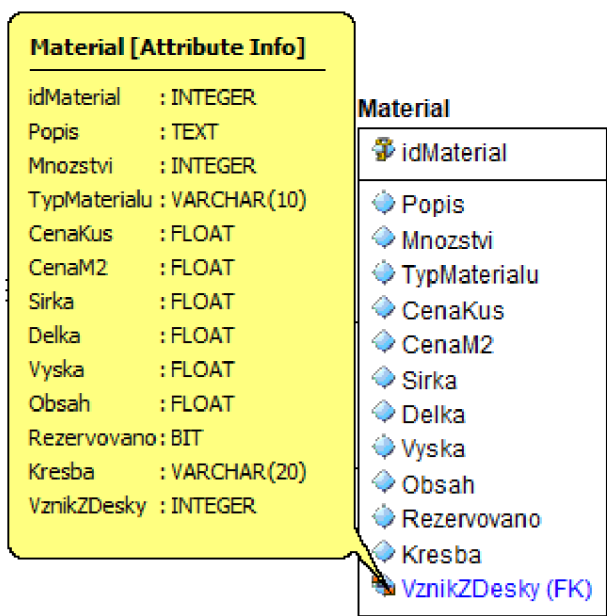 Material [Attribute Info]
idMaterial : INTEGER
Popis : TEXT
Mnozstvi : INTEGER
TypMaterialu : VARCHAR(10)
CenaKus : FLOAT
CenaM2 : FLOAT
Sirka : FLOAT
Delka : FLOAT
Vyska : FLOAT
Obsah : FLOAT
Rezervovano : BIT
Kresba : VARCHAR(20)
VznikZDesky : INTEGER
Material
idMaterial
Popis
Mnozstvi
TypMaterialu
CenaKus
CenaM2
Sirka
Delka
Vyska
Obsah
Rezervovano
Kresba
VznikZDesky (FK)